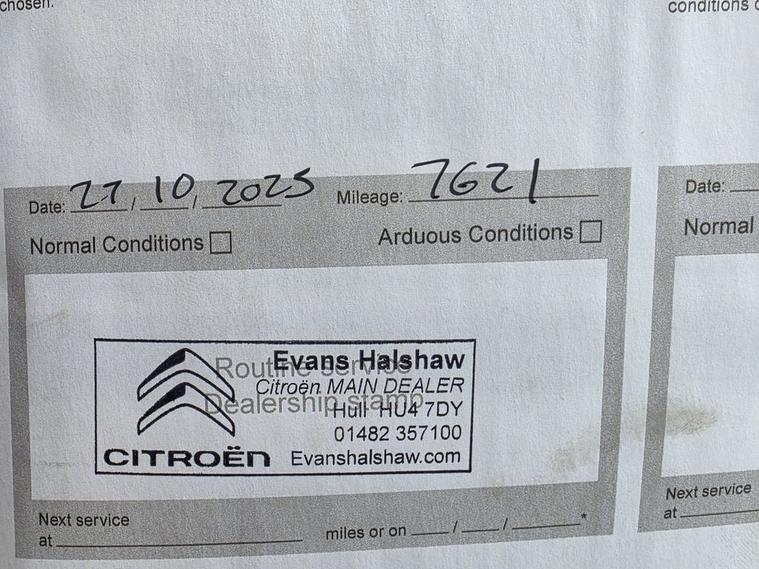 chosen.
conditions
Date: 27 / 10 / 2025 Mileage: 7621
Normal Conditions Arduous Conditions
Routine service
Dealership stamp
Evans Halshaw
Citroën MAIN DEALER
Hull HU4 7DY
01482 357100
CITROËN Evanshalshaw.com
Next service
at miles or on / / *
Date:
Normal
Next service
at